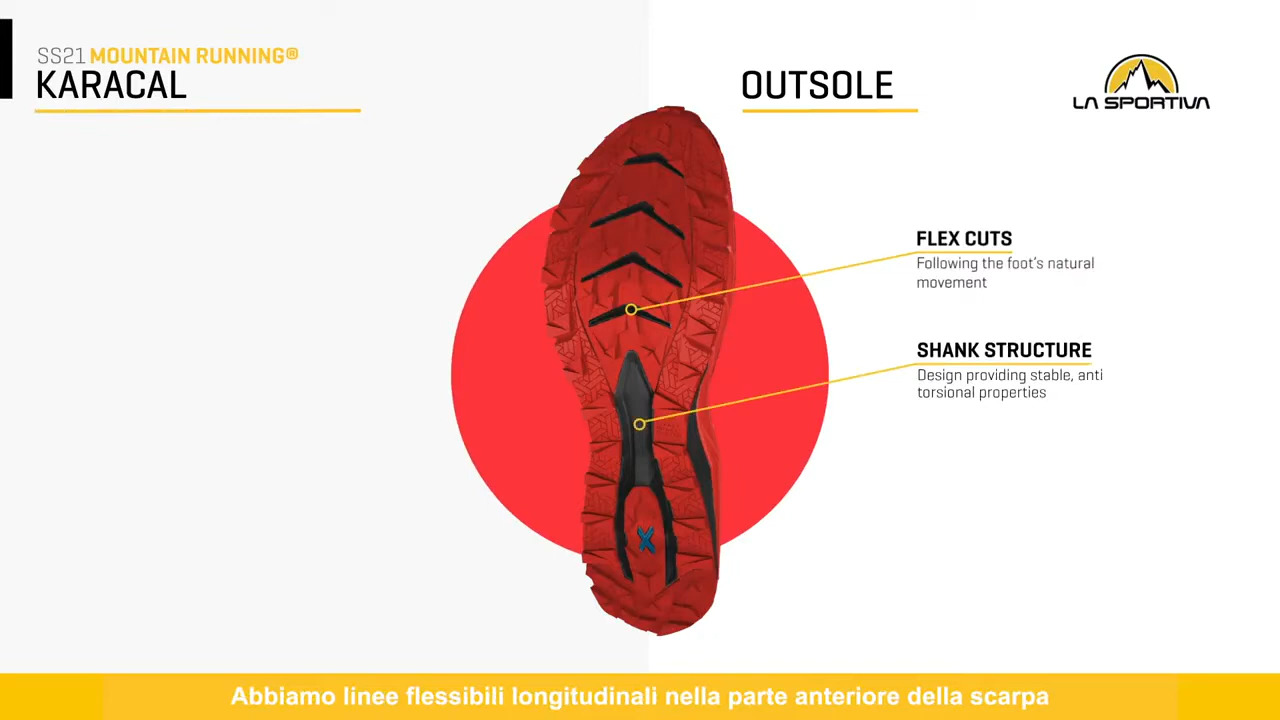 SS21 MOUNTAIN RUNNING®
KARACAL
OUTSOLE
LA SPORTIVA
FLEX CUTS
Following the foot's natural
movement
SHANK STRUCTURE
Design providing stable, anti
torsional properties
X
Abbiamo linee flessibili longitudinali nella parte anteriore della scarpa